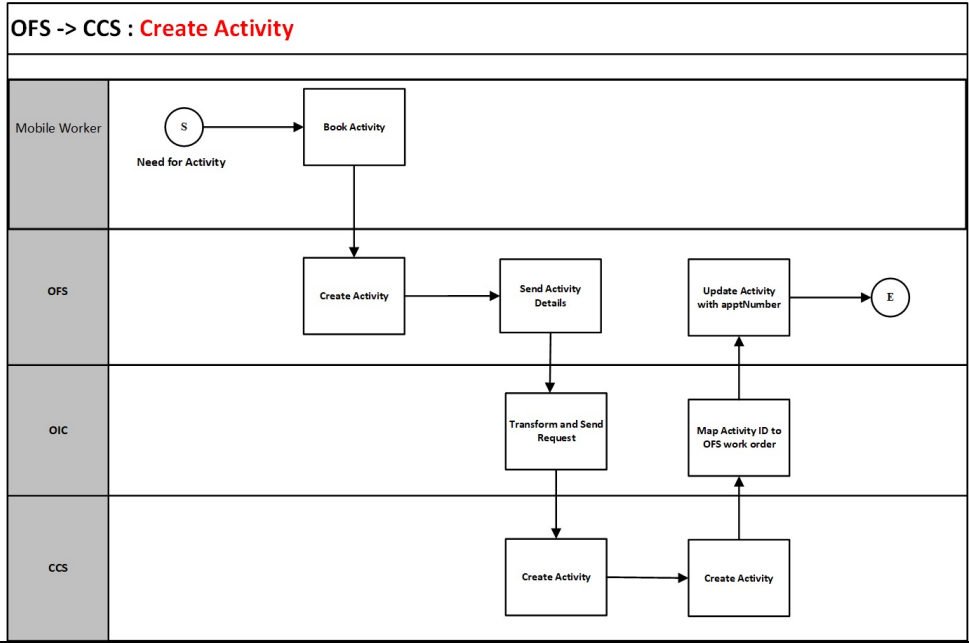 OFS -> CCS : Create Activity
Mobile Worker
S
Need for Activity
Book Activity
OFS
Create Activity
Send Activity
Details
Update Activity
with apptNumber
E
OIC
Transform and Send
Request
Map Activity ID to
OFS work order
CCS
Create Activity
Create Activity